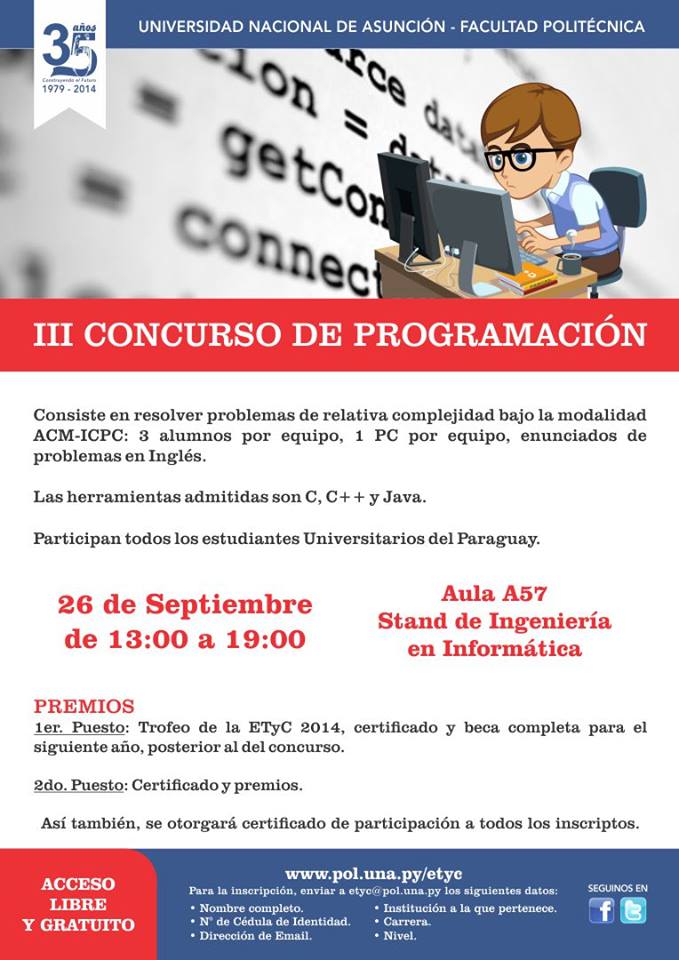 35 años
Construyendo el Futuro
1979 - 2014
UNIVERSIDAD NACIONAL DE ASUNCIÓN - FACULTAD POLITÉCNICA
ction
rce data
= data
= getCon
= connect
III CONCURSO DE PROGRAMACIÓN
Consiste en resolver problemas de relativa complejidad bajo la modalidad
ACM-ICPC: 3 alumnos por equipo, 1 PC por equipo, enunciados de
problemas en Inglés.
Las herramientas admitidas son C, C++ y Java.
Participan todos los estudiantes Universitarios del Paraguay.
26 de Septiembre
de 13:00 a 19:00
Aula A57
Stand de Ingeniería
en Informática
PREMIOS
1er. Puesto: Trofeo de la ETyC 2014, certificado y beca completa para el
siguiente año, posterior al del concurso.
2do. Puesto: Certificado y premios.
Así también, se otorgará certificado de participación a todos los inscriptos.
ACCESO
LIBRE
Y GRATUITO
www.pol.una.py/etyc
Para la inscripción, enviar a etyc@pol.una.py los siguientes datos:
• Nombre completo.
• N° de Cédula de Identidad.
• Dirección de Email.
• Institución a la que pertenece.
• Carrera.
• Nivel.
SEGUINOS EN